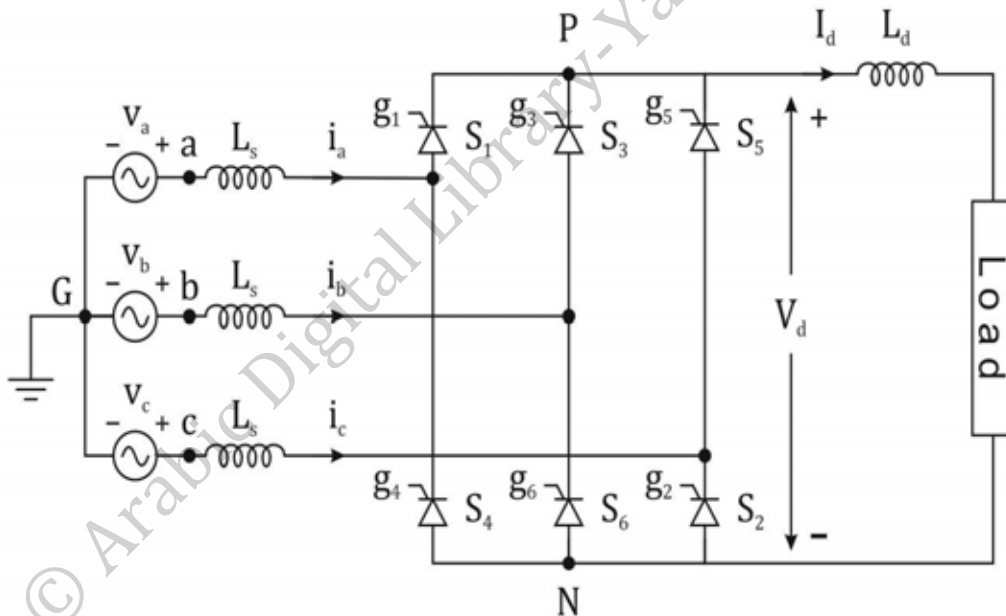 P
I_d L_d
g_1 S_1 g_3 S_3 g_5 S_5
+
v_a
- + a L_s i_a
v_b
G - + b L_s i_b
V_d
Load
v_c
- + c L_s i_c
g_4 S_4 g_6 S_6 g_2 S_2
-
N
© Arabic Digital Library-Ya